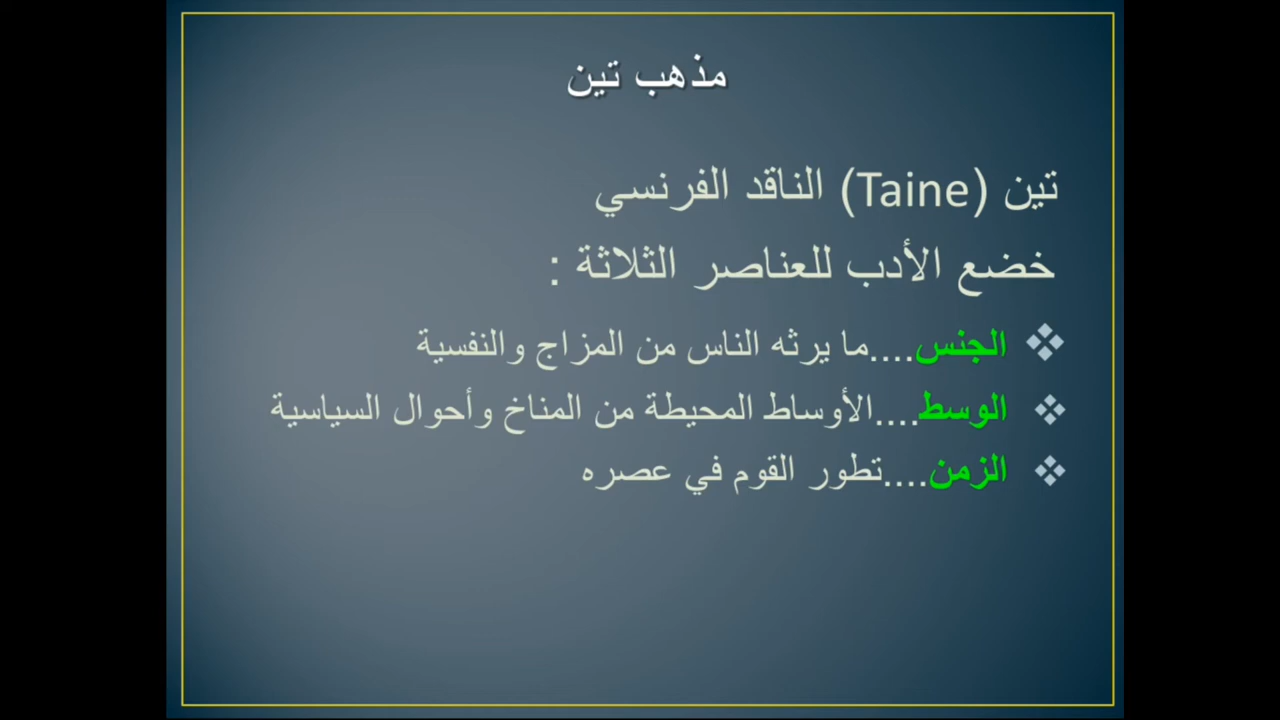 مذهب تين
تين (Taine) الناقد الفرنسي
خضع الأدب للعناصر الثلاثة :
الجنس....ما يرثه الناس من المزاج والنفسية
الوسط....الأوساط المحيطة من المناخ وأحوال السياسية
الزمن....تطور القوم في عصره